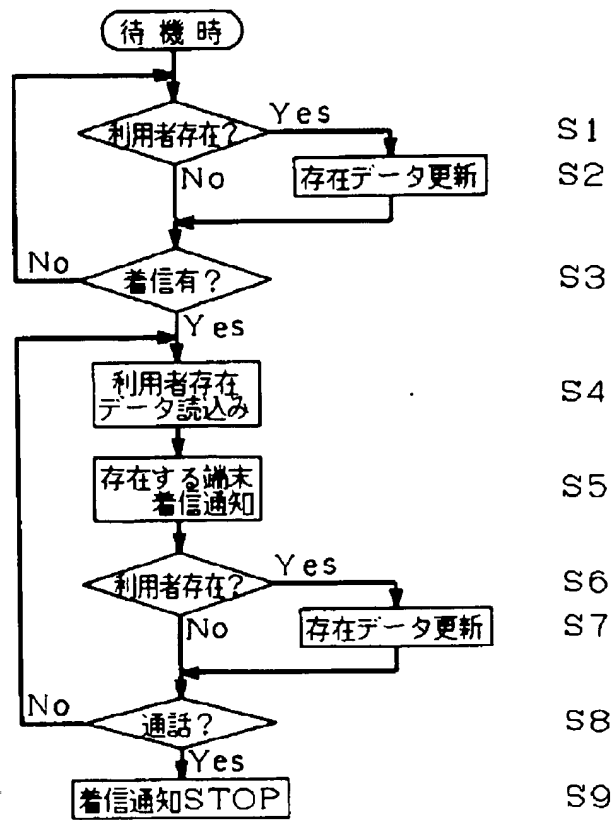 待機時
利用者存在?
Yes
S1
No
存在データ更新
S2
No
着信有?
S3
Yes
利用者存在
データ読込み
S4
存在する端末
着信通知
S5
利用者存在?
Yes
S6
No
存在データ更新
S7
No
通話?
S8
Yes
着信通知STOP
S9